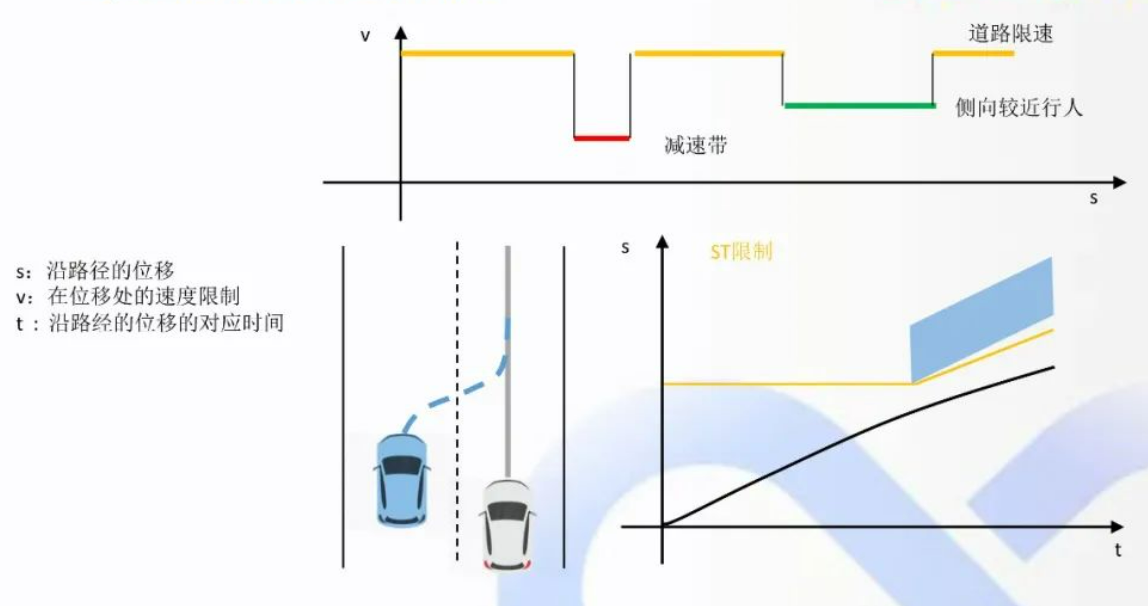 v
道路限速
侧向较近行人
减速带
s
s：沿路径的位移
v：在位移处的速度限制
t：沿路经的位移的对应时间
s
ST限制
t